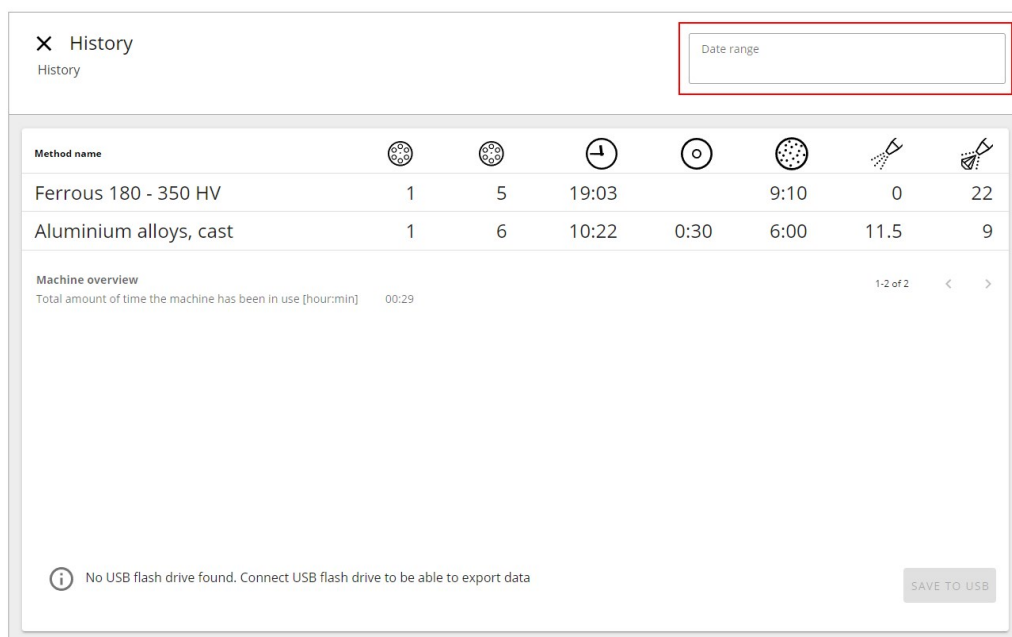 History
History
Date range
Method name
Ferrous 180 - 350 HV 1 5 19:03 9:10 0 22
Aluminium alloys, cast 1 6 10:22 0:30 6:00 11.5 9
Machine overview
Total amount of time the machine has been in use [hour:min] 00:29
1-2 of 2
No USB flash drive found. Connect USB flash drive to be able to export data
SAVE TO USB